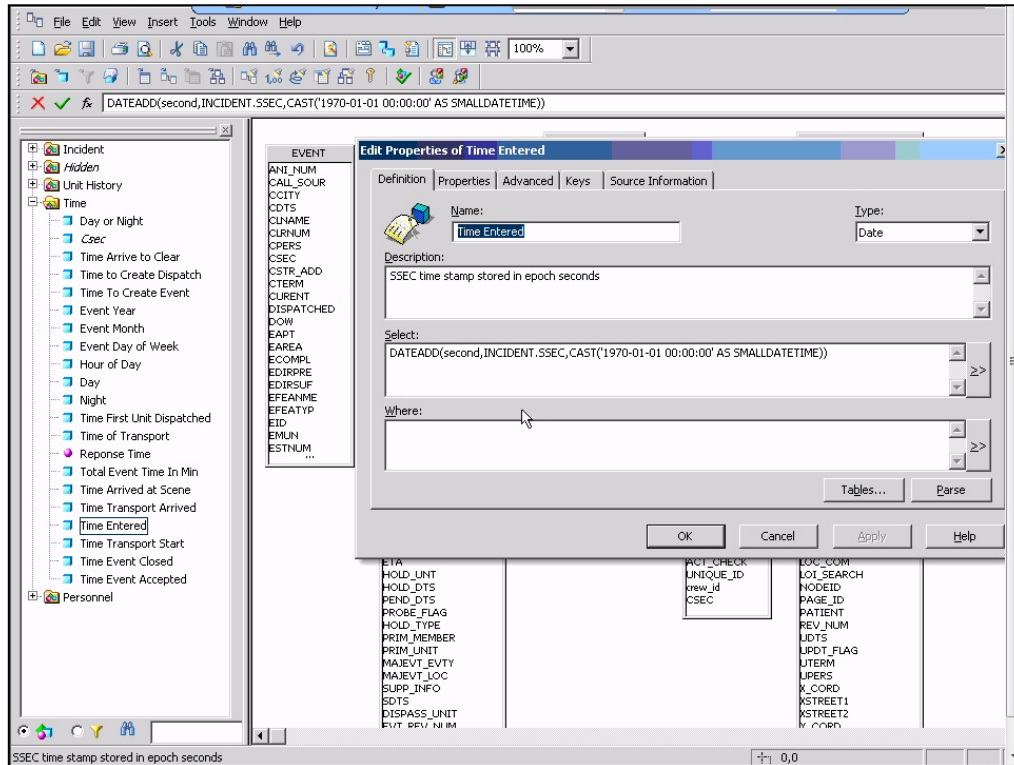 File Edit View Insert Tools Window Help
100%
DATEADD(second,INCIDENT.SSEC,CAST('1970-01-01 00:00:00' AS SMALLDATETIME))
Incident
Hidden
Unit History
Time
Day or Night
Csec
Time Arrive to Clear
Time to Create Dispatch
Time To Create Event
Event Year
Event Month
Event Day of Week
Hour of Day
Day
Night
Time First Unit Dispatched
Time of Transport
Reponse Time
Total Event Time In Min
Time Arrived at Scene
Time Transport Arrived
Time Entered
Time Transport Start
Time Event Closed
Time Event Accepted
Personnel
EVENT
ANI_NUM
CALL_SOUR
CCITY
CDTS
CLNAME
CLRNUM
CPERS
CSEC
CSTR_ADD
CTERM
CURENT
DISPATCHED
DOW
EAPT
EAREA
ECOMPL
EDIRPRE
EDIRSUF
EFEANME
EFEATYP
EID
EMUN
ESTNUM
...
Edit Properties of Time Entered
Definition Properties Advanced Keys Source Information
Name:
Time Entered
Type:
Date
Description:
SSEC time stamp stored in epoch seconds
Select:
DATEADD(second,INCIDENT.SSEC,CAST('1970-01-01 00:00:00' AS SMALLDATETIME))
>>
Where:
>>
Tables... Parse
OK Cancel Apply Help
ETA
HOLD_UNT
HOLD_DTS
PEND_DTS
PROBE_FLAG
HOLD_TYPE
PRIM_MEMBER
PRIM_UNIT
MAJEVT_EVTY
MAJEVT_LOC
SUPP_INFO
SDTS
DISPASS_UNIT
EVT_REV_NUM
ACT_CHECK
UNIQUE_ID
crew_id
CSEC
LOC_COM
LOI_SEARCH
NODEID
PAGE_ID
PATIENT
REV_NUM
UDTS
UPDT_FLAG
UTERM
UPERS
X_CORD
XSTREET1
XSTREET2
Y_CORD
SSEC time stamp stored in epoch seconds
0,0